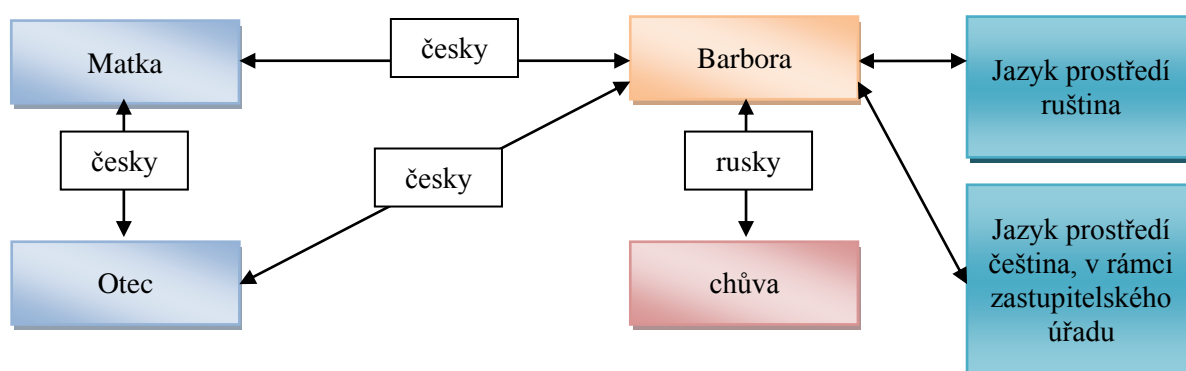 Matka
česky
Barbora
Jazyk prostředí
ruština
česky
česky
rusky
Otec
chůva
Jazyk prostředí
čeština, v rámci
zastupitelského
úřadu